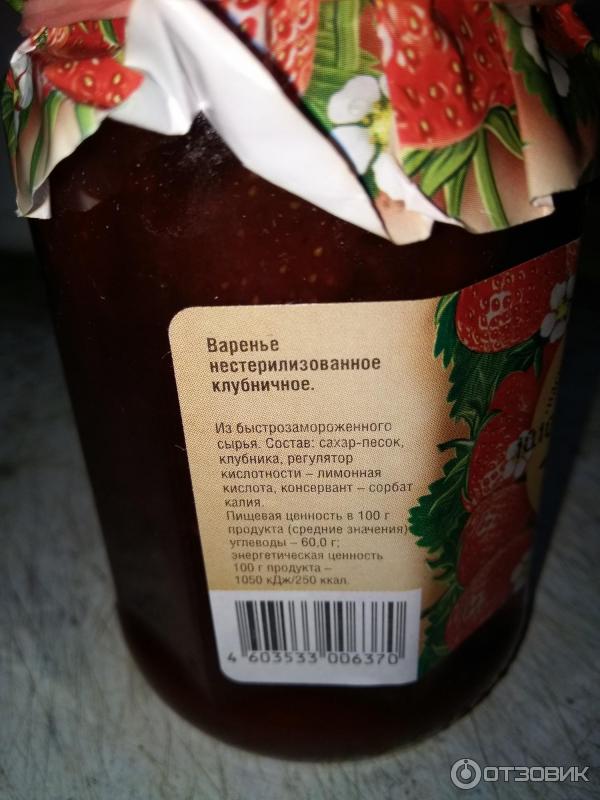 Варенье
нестерилизованное
клубничное.
Из быстрозамороженного
сырья. Состав: сахар-песок,
клубника, регулятор
кислотности – лимонная
кислота, консервант – сорбат
калия.
Пищевая ценность в 100 г
продукта (средние значения)
углеводы – 60,0 г;
энергетическая ценность
100 г продукта –
1050 кДж/250 ккал.
4 603533 006370
ОТЗОВИК